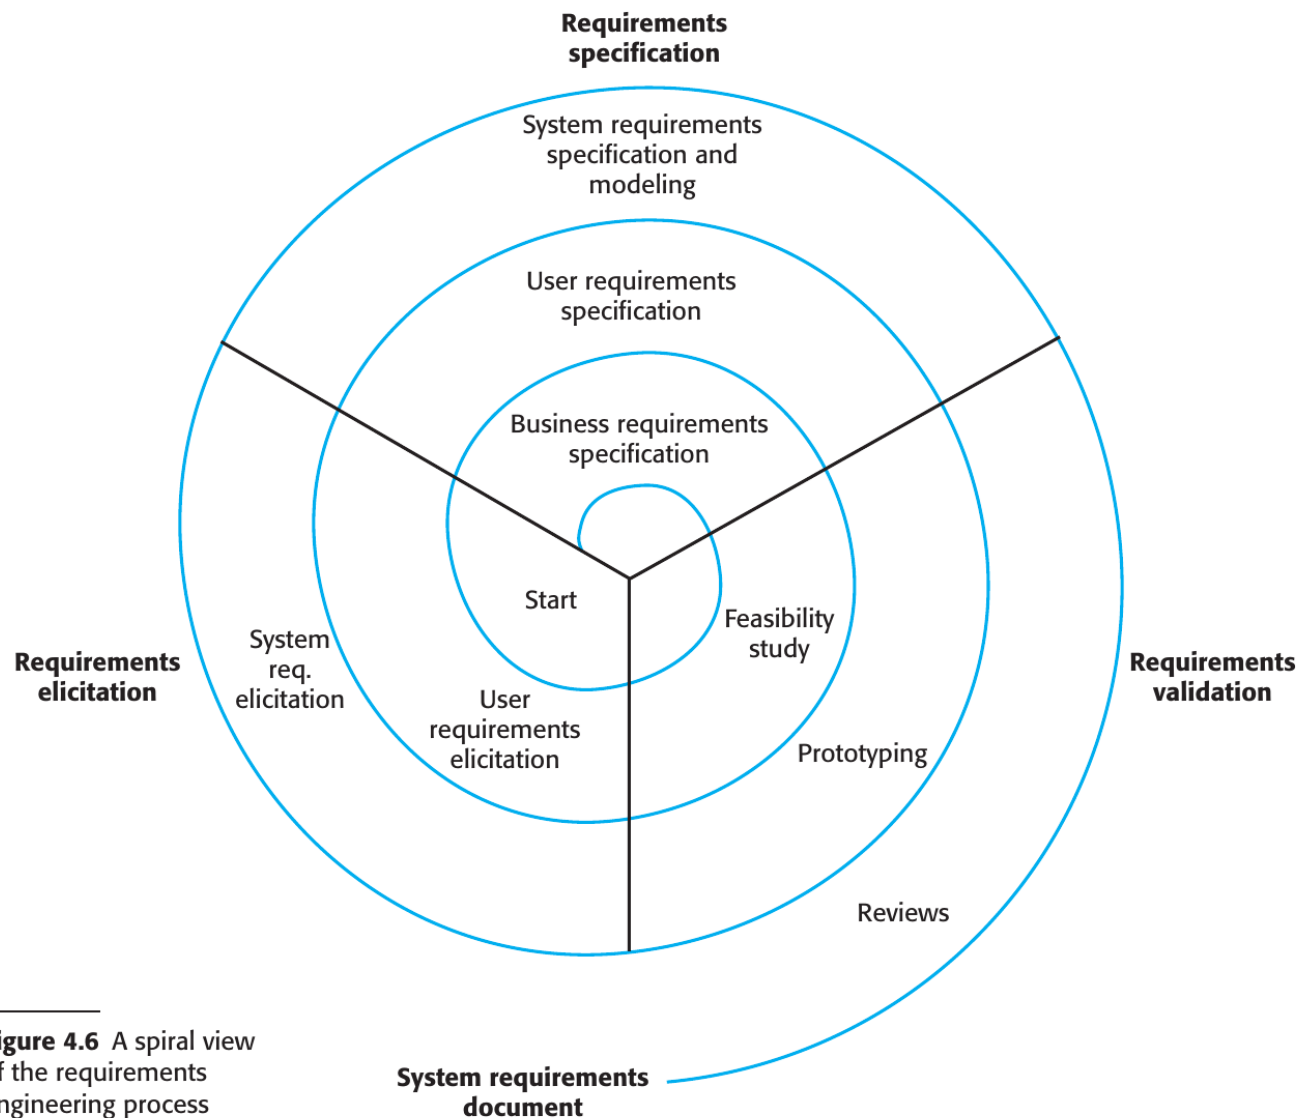 Requirements
specification
System requirements
specification and
modeling
User requirements
specification
Business requirements
specification
Start
Feasibility
study
System
req.
elicitation
Requirements
elicitation
Requirements
validation
User
requirements
elicitation
Prototyping
Reviews
igure 4.6 A spiral view
f the requirements
ngineering process
System requirements
document